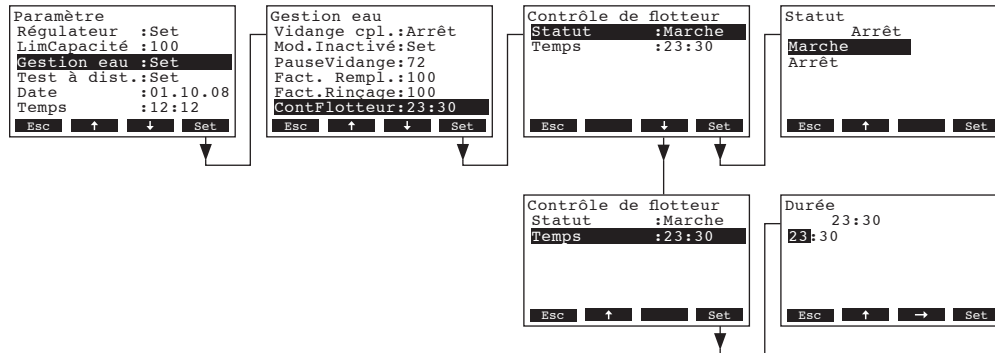 Paramètre
Régulateur :Set
LimCapacité :100
Gestion eau :Set
Test à dist.:Set
Date :01.10.08
Temps :12:12
Esc ↑ ↓ Set
Gestion eau
Vidange cpl.:Arrêt
Mod.Inactivé:Set
PauseVidange:72
Fact. Rempl.:100
Fact.Rinçage:100
ContFlotteur:23:30
Esc ↑ ↓ Set
Contrôle de flotteur
Statut :Marche
Temps :23:30
Esc ↓ Set
Statut
Arrêt
Marche
Arrêt
Esc ↑ Set
Contrôle de flotteur
Statut :Marche
Temps :23:30
Esc ↑ Set
Durée
23:30
23:30
Esc ↑ → Set